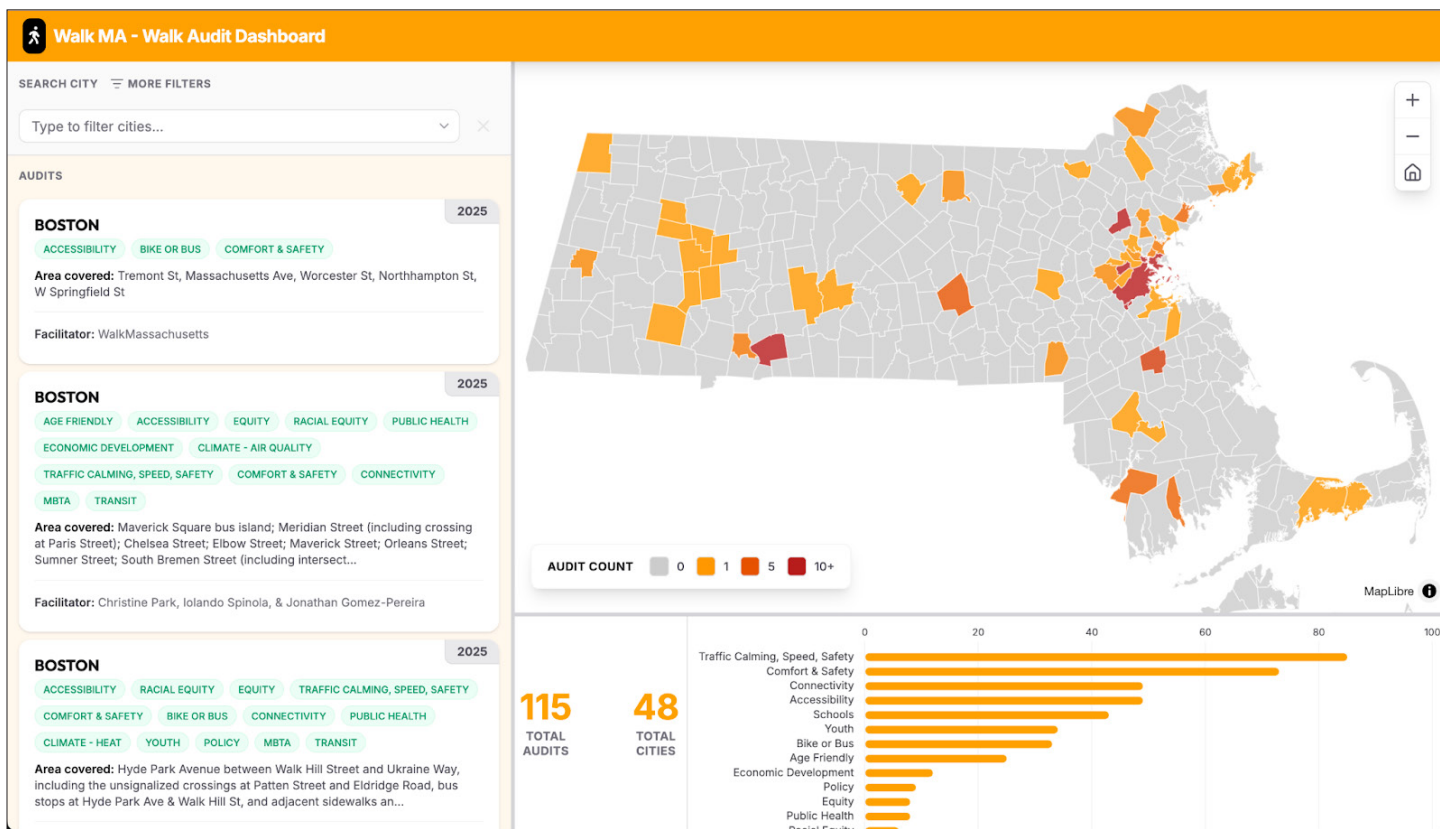 Walk MA - Walk Audit Dashboard
SEARCH CITY MORE FILTERS
Type to filter cities...
AUDITS
2025
BOSTON
ACCESSIBILITY BIKE OR BUS COMFORT & SAFETY
Area covered: Tremont St, Massachusetts Ave, Worcester St, Northhampton St,
W Springfield St
Facilitator: WalkMassachusetts
2025
BOSTON
AGE FRIENDLY ACCESSIBILITY EQUITY RACIAL EQUITY PUBLIC HEALTH
ECONOMIC DEVELOPMENT CLIMATE - AIR QUALITY
TRAFFIC CALMING, SPEED, SAFETY COMFORT & SAFETY CONNECTIVITY
MBTA TRANSIT
Area covered: Maverick Square bus island; Meridian Street (including crossing
at Paris Street); Chelsea Street; Elbow Street; Maverick Street; Orleans Street;
Sumner Street; South Bremen Street (including intersect...
Facilitator: Christine Park, Iolando Spinola, & Jonathan Gomez-Pereira
2025
BOSTON
ACCESSIBILITY RACIAL EQUITY EQUITY TRAFFIC CALMING, SPEED, SAFETY
COMFORT & SAFETY BIKE OR BUS CONNECTIVITY PUBLIC HEALTH
CLIMATE - HEAT YOUTH POLICY MBTA TRANSIT
Area covered: Hyde Park Avenue between Walk Hill Street and Ukraine Way,
including the unsignalized crossings at Patten Street and Eldridge Road, bus
stops at Hyde Park Ave & Walk Hill St, and adjacent sidewalks an...
AUDIT COUNT 0 1 5 10+
MapLibre
115
TOTAL
AUDITS
48
TOTAL
CITIES
0 20 40 60 80 100
Traffic Calming, Speed, Safety
Comfort & Safety
Connectivity
Accessibility
Schools
Youth
Bike or Bus
Age Friendly
Economic Development
Policy
Equity
Public Health
Racial Equity